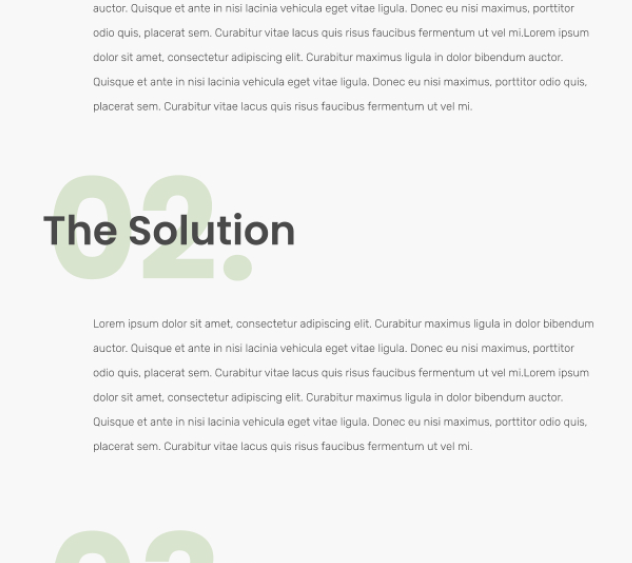 auctor. Quisque et ante in nisi lacinia vehicula eget vitae ligula. Donec eu nisi maximus, porttitor
odio quis, placerat sem. Curabitur vitae lacus quis risus faucibus fermentum ut vel mi.Lorem ipsum
dolor sit amet, consectetur adipiscing elit. Curabitur maximus ligula in dolor bibendum auctor.
Quisque et ante in nisi lacinia vehicula eget vitae ligula. Donec eu nisi maximus, porttitor odio quis,
placerat sem. Curabitur vitae lacus quis risus faucibus fermentum ut vel mi.
02.
The Solution
Lorem ipsum dolor sit amet, consectetur adipiscing elit. Curabitur maximus ligula in dolor bibendum
auctor. Quisque et ante in nisi lacinia vehicula eget vitae ligula. Donec eu nisi maximus, porttitor
odio quis, placerat sem. Curabitur vitae lacus quis risus faucibus fermentum ut vel mi.Lorem ipsum
dolor sit amet, consectetur adipiscing elit. Curabitur maximus ligula in dolor bibendum auctor.
Quisque et ante in nisi lacinia vehicula eget vitae ligula. Donec eu nisi maximus, porttitor odio quis,
placerat sem. Curabitur vitae lacus quis risus faucibus fermentum ut vel mi.